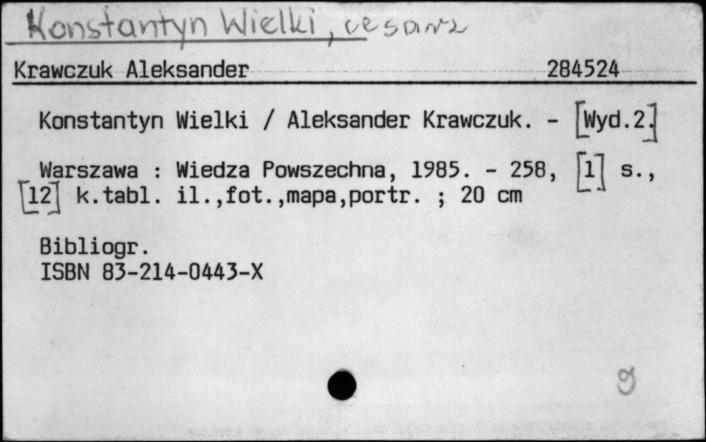 Konstantyn Wielki, cesarz
Krawczuk Aleksander 284524
Konstantyn Wielki / Aleksander Krawczuk. - [Wyd.2]
Warszawa : Wiedza Powszechna, 1985. - 258, [1] s.,
[12] k.tabl. il.,fot.,mapa,portr. ; 20 cm
Bibliogr.
ISBN 83-214-0443-X
g